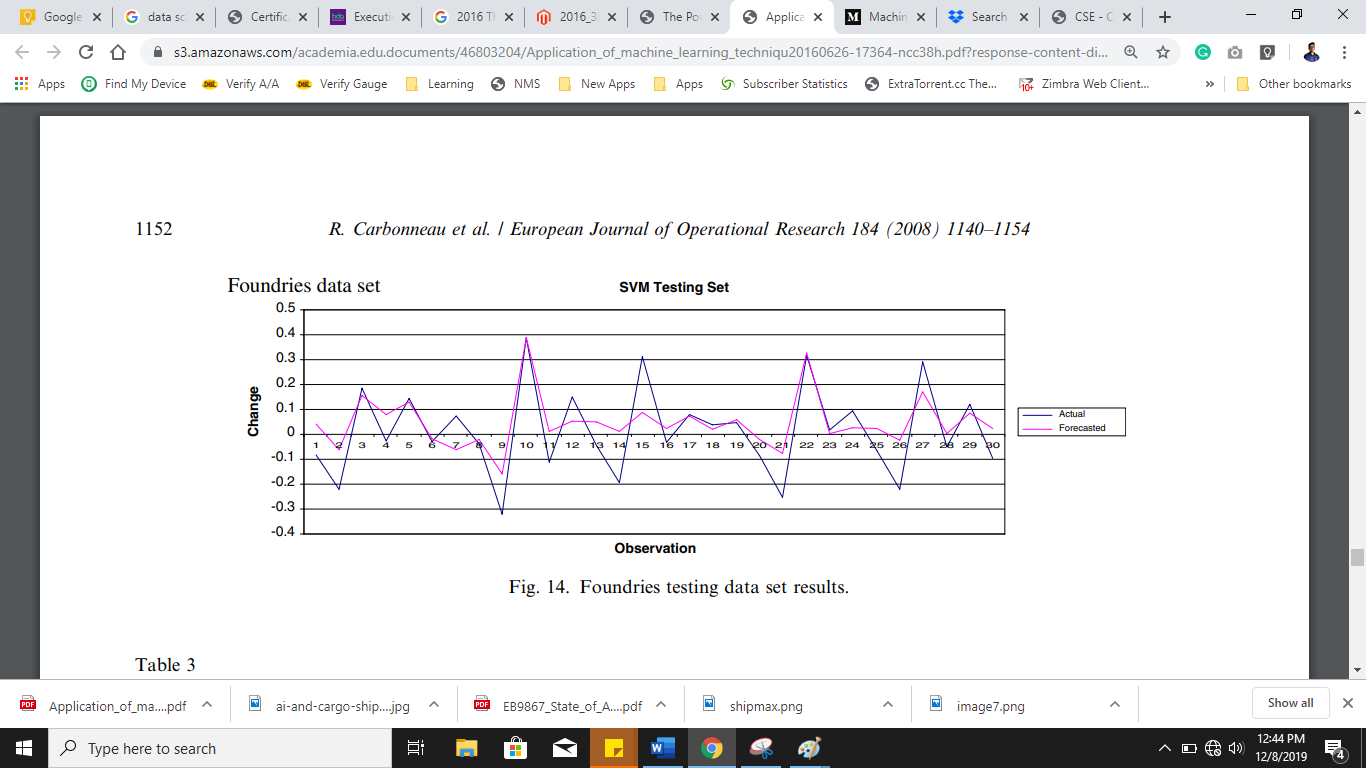 Google data sci Certific Executi 2016 Th 2016_3 The Pow Applica Machin Search CSE - C
s3.amazonaws.com/academia.edu.documents/46803204/Application_of_machine_learning_techniqu20160626-17364-ncc38h.pdf?response-content-di...
Apps Find My Device Verify A/A Verify Gauge Learning NMS New Apps Apps Subscriber Statistics ExtraTorrent.cc The... Zimbra Web Client... » Other bookmarks
1152 R. Carbonneau et al. / European Journal of Operational Research 184 (2008) 1140–1154
Foundries data set
SVM Testing Set
0.5
0.4
0.3
0.2
0.1
0
-0.1
-0.2
-0.3
-0.4
Change
1 2 3 4 5 6 7 8 9 10 11 12 13 14 15 16 17 18 19 20 21 22 23 24 25 26 27 28 29 30
Observation
Actual
Forecasted
Fig. 14. Foundries testing data set results.
Table 3
PDF Application_of_ma....pdf ai-and-cargo-ship....jpg PDF EB9867_State_of_A....pdf shipmax.png image7.png Show all
Type here to search
12:44 PM
12/8/2019
4